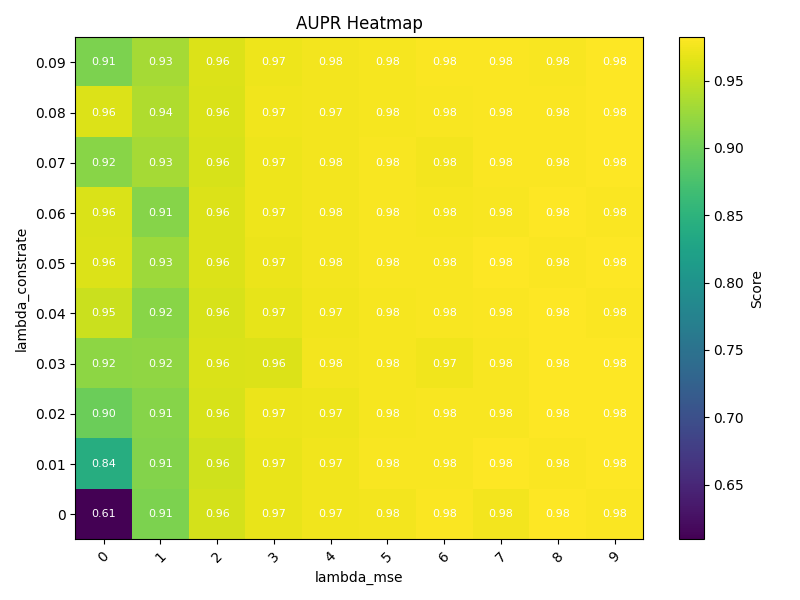 AUPR Heatmap
0.09 0.91 0.93 0.96 0.97 0.98 0.98 0.98 0.98 0.98 0.98
0.08 0.96 0.94 0.96 0.97 0.97 0.98 0.98 0.98 0.98 0.98
0.07 0.92 0.93 0.96 0.97 0.98 0.98 0.98 0.98 0.98 0.98
0.06 0.96 0.91 0.96 0.97 0.98 0.98 0.98 0.98 0.98 0.98
0.05 0.96 0.93 0.96 0.97 0.98 0.98 0.98 0.98 0.98 0.98
0.04 0.95 0.92 0.96 0.97 0.97 0.98 0.98 0.98 0.98 0.98
0.03 0.92 0.92 0.96 0.96 0.98 0.98 0.97 0.98 0.98 0.98
0.02 0.90 0.91 0.96 0.97 0.97 0.98 0.98 0.98 0.98 0.98
0.01 0.84 0.91 0.96 0.97 0.97 0.98 0.98 0.98 0.98 0.98
0 0.61 0.91 0.96 0.97 0.97 0.98 0.98 0.98 0.98 0.98
0 1 2 3 4 5 6 7 8 9
lambda_mse
lambda_constrate
0.95
0.90
0.85
0.80
0.75
0.70
0.65
Score